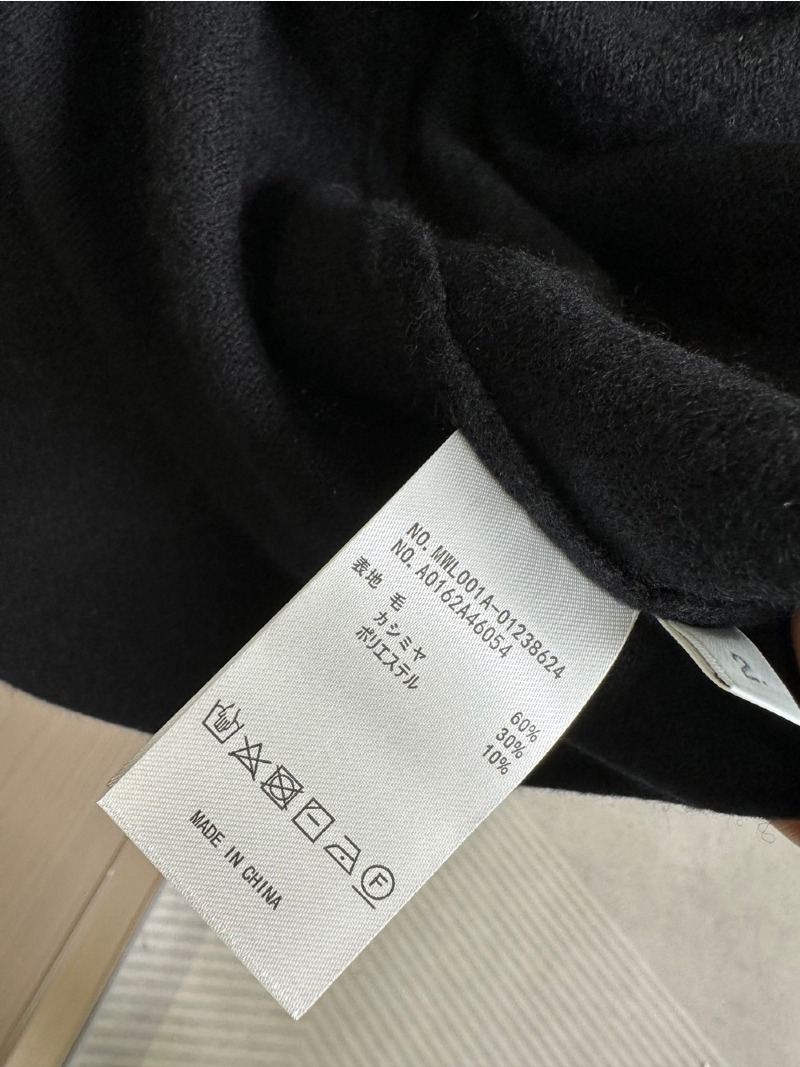 NO. MWL001A-01238624
NO. A0162A46054
表地 毛 60%
カシミヤ 30%
ポリエステル 10%
F
MADE IN CHINA